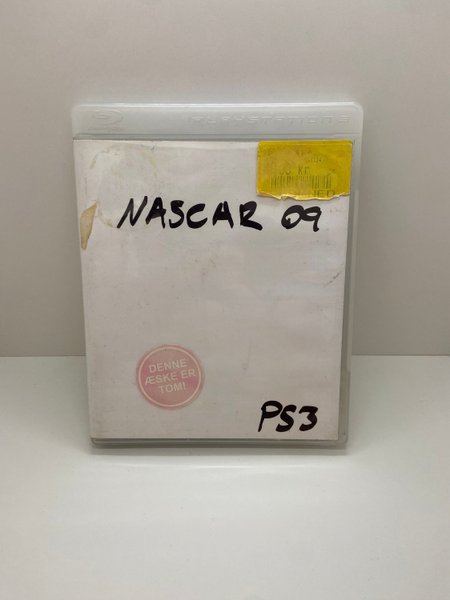 PLAYSTATION 3
NASCAR 09
DENNE
ÆSKE ER
TOM!
PS3